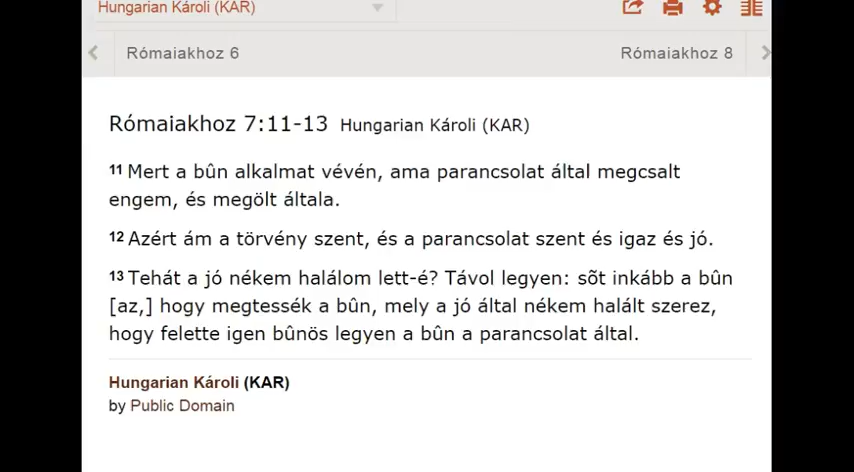 Hungarian Károli (KAR)
Rómaiakhoz 6
Rómaiakhoz 8
Rómaiakhoz 7:11-13 Hungarian Károli (KAR)
11 Mert a bûn alkalmat vévén, ama parancsolat által megcsalt
engem, és megölt általa.
12 Azért ám a törvény szent, és a parancsolat szent és igaz és jó.
13 Tehát a jó nékem halálom lett-é? Távol legyen: sõt inkább a bûn
[az,] hogy megtessék a bûn, mely a jó által nékem halált szerez,
hogy felette igen bûnös legyen a bûn a parancsolat által.
Hungarian Károli (KAR)
by Public Domain